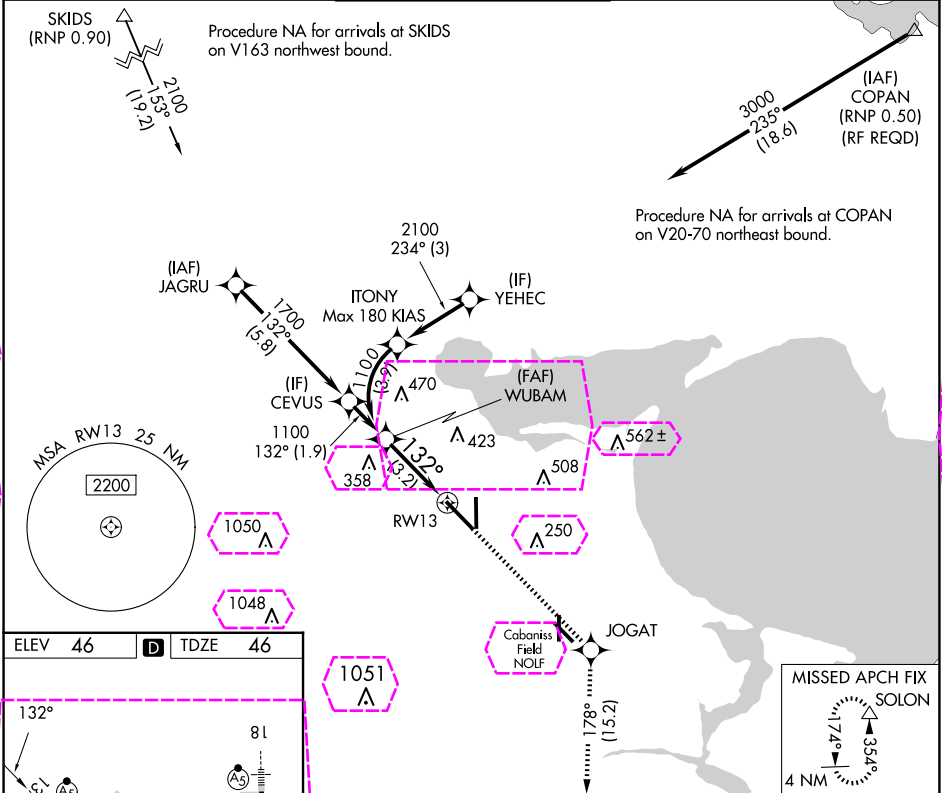 SKIDS
(RNP 0.90)
Procedure NA for arrivals at SKIDS
on V163 northwest bound.
2100
153°
(19.2)
(IAF)
COPAN
(RNP 0.50)
(RF REQD)
3000
235°
(18.6)
Procedure NA for arrivals at COPAN
on V20-70 northeast bound.
2100
234° (3)
(IAF)
JAGRU
ITONY
Max 180 KIAS
(IF)
YEHEC
1700
132°
(5.8)
1100
(3.9)
(IF)
CEVUS
470
(FAF)
WUBAM
1100
132° (1.9)
423
562 ±
132°
(3.2)
358
508
MSA RW13 25 NM
2200
RW13
1050
250
1048
Cabaniss
Field
NOLF
JOGAT
ELEV 46
D
TDZE 46
1051
178°
(15.2)
MISSED APCH FIX
SOLON
174°
354°
4 NM
132°
18
13
A5
A5